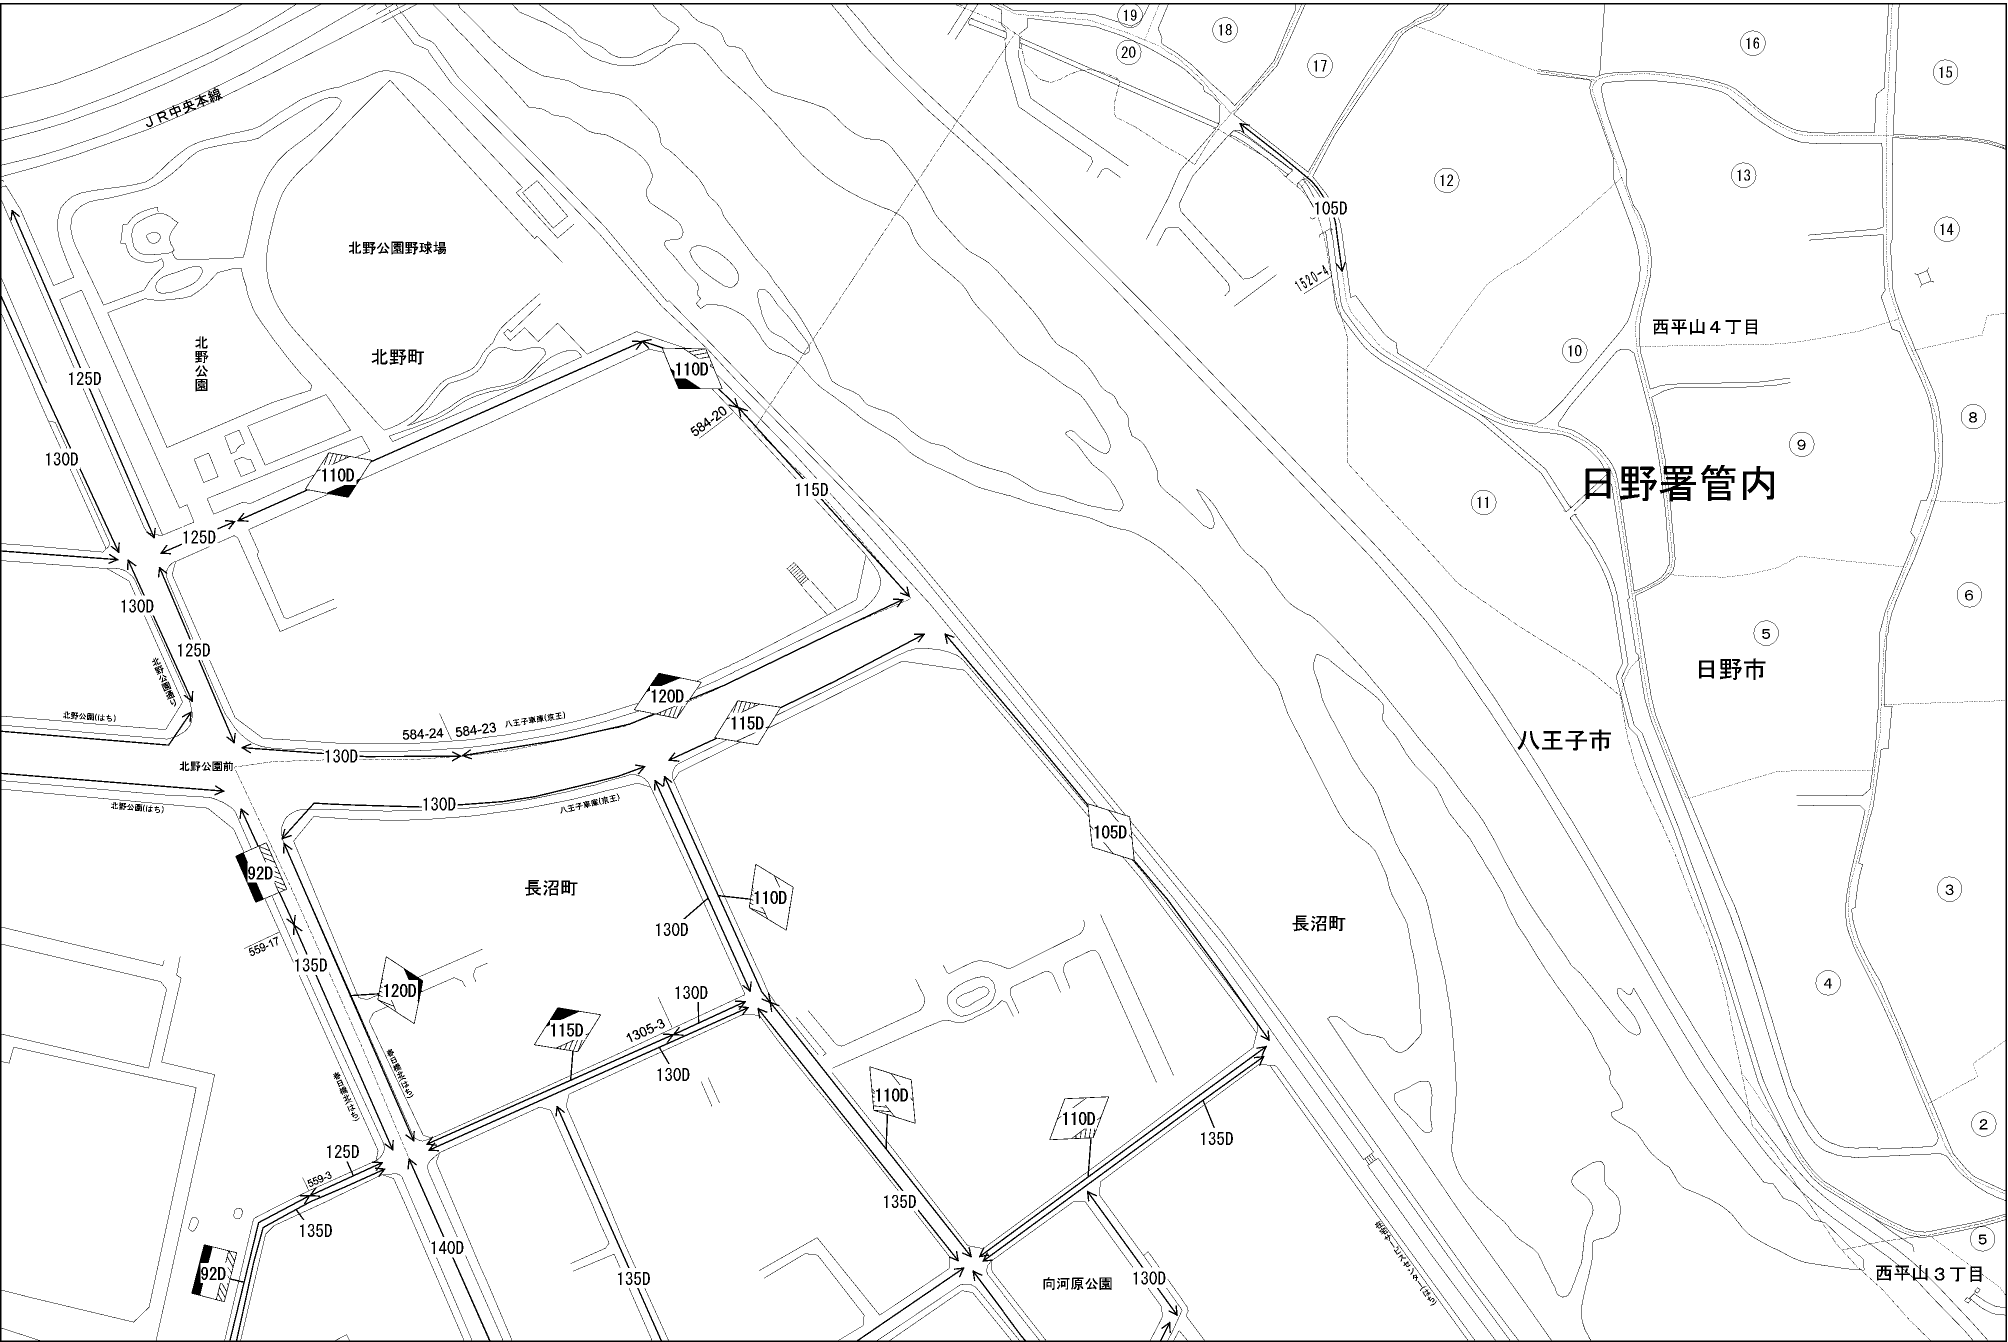 19
18
16
20
17
15
ＪＲ中央本線
12
13
105D
14
北野公園野球場
1520-4
西平山４丁目
北野公園
北野町
10
110D
125D
8
584-20
9
130D
110D
115D
日野署管内
11
125D
6
130D
5
125D
日野市
北野公園通り
120D
北野公園(はち)
584-24
584-23
八王子車庫(京王)
115D
八王子市
130D
北野公園前
130D
八王子車庫(京王)
北野公園(はち)
105D
92D
長沼町
3
110D
長沼町
130D
559-17
135D
4
120D
130D
115D
1305-3
130D
110D
110D
2
135D
125D
559-3
135D
135D
5
140D
92D
135D
130D
向河原公園
西平山３丁目